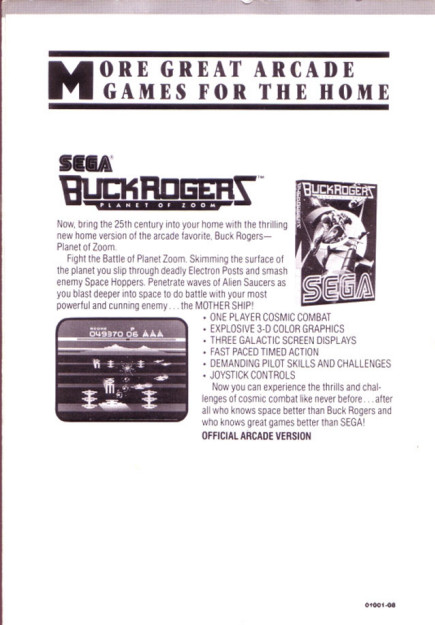 MORE GREAT ARCADE
GAMES FOR THE HOME
SEGA®
BUCK ROGERS™
PLANET OF ZOOM
Now, bring the 25th century into your home with the thrilling
new home version of the arcade favorite, Buck Rogers—
Planet of Zoom.
Fight the Battle of Planet Zoom. Skimming the surface of
the planet you slip through deadly Electron Posts and smash
enemy Space Hoppers. Penetrate waves of Alien Saucers as
you blast deeper into space to do battle with your most
powerful and cunning enemy . . . the MOTHER SHIP!
BUCK ROGERS
SEGA
049370 06
• ONE PLAYER COSMIC COMBAT
• EXPLOSIVE 3-D COLOR GRAPHICS
• THREE GALACTIC SCREEN DISPLAYS
• FAST PACED TIMED ACTION
• DEMANDING PILOT SKILLS AND CHALLENGES
• JOYSTICK CONTROLS
Now you can experience the thrills and chal-
lenges of cosmic combat like never before . . . after
all who knows space better than Buck Rogers and
who knows great games better than SEGA!
OFFICIAL ARCADE VERSION
01001-08